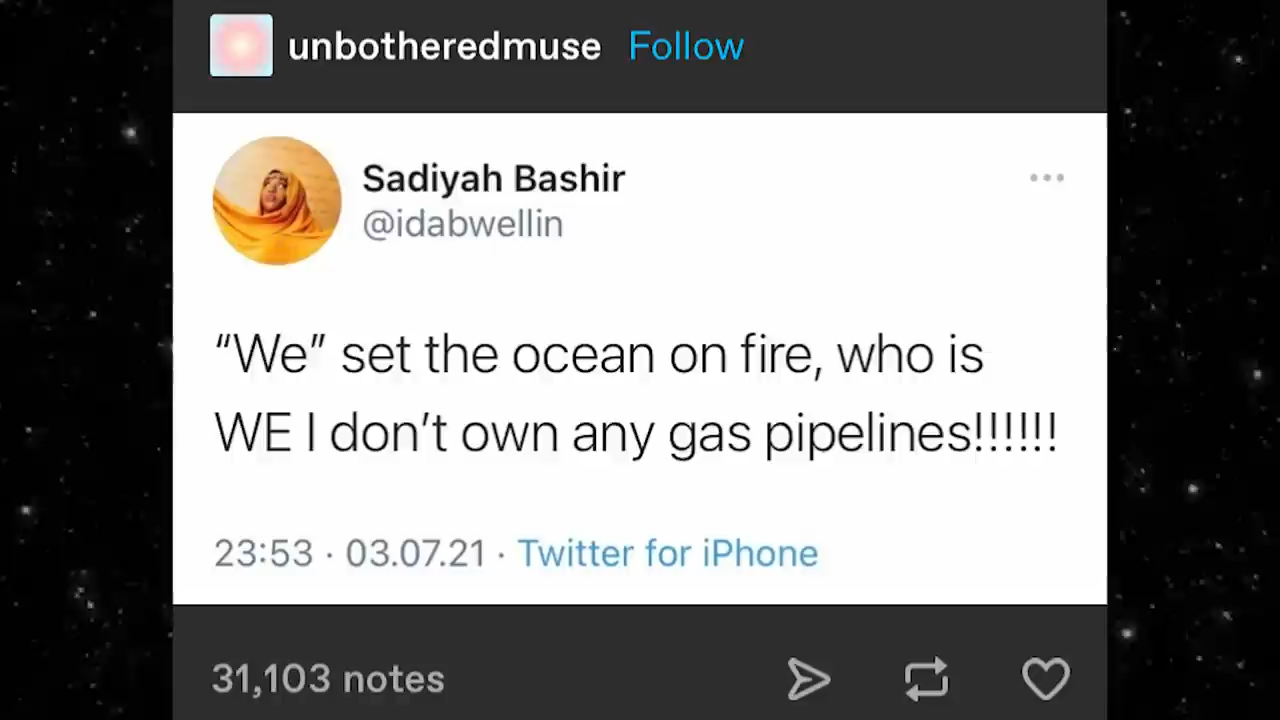 unbotheredmuse Follow
Sadiyah Bashir
@idabwellin
“We” set the ocean on fire, who is
WE I don’t own any gas pipelines!!!!!!
23:53 · 03.07.21 · Twitter for iPhone
31,103 notes